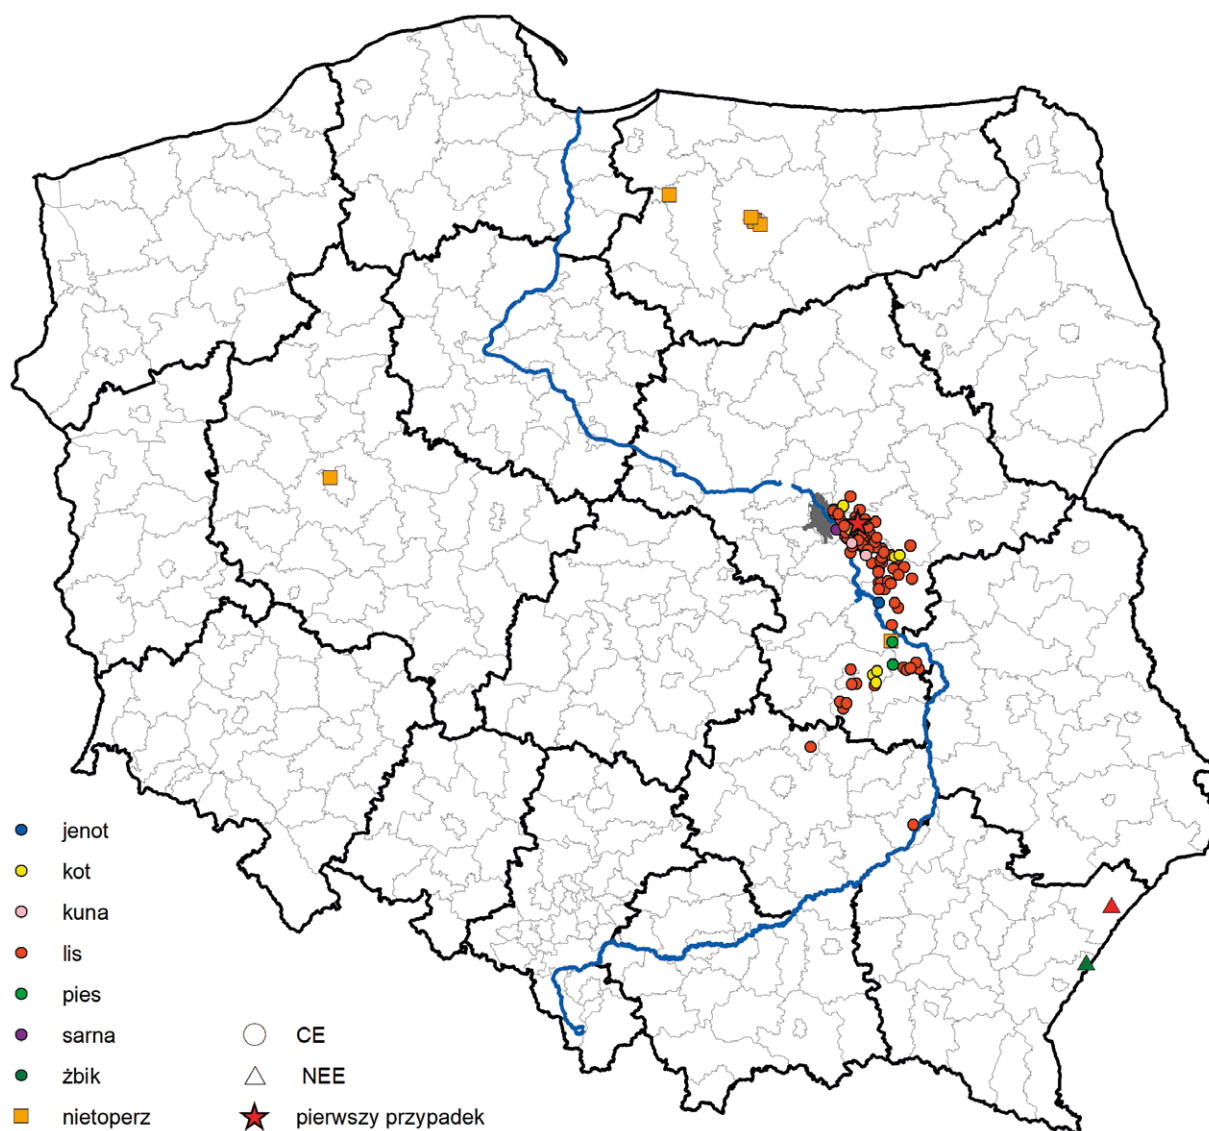 jenot
kot
kuna
lis
pies
sarna
żbik
nietoperz
CE
NEE
pierwszy przypadek